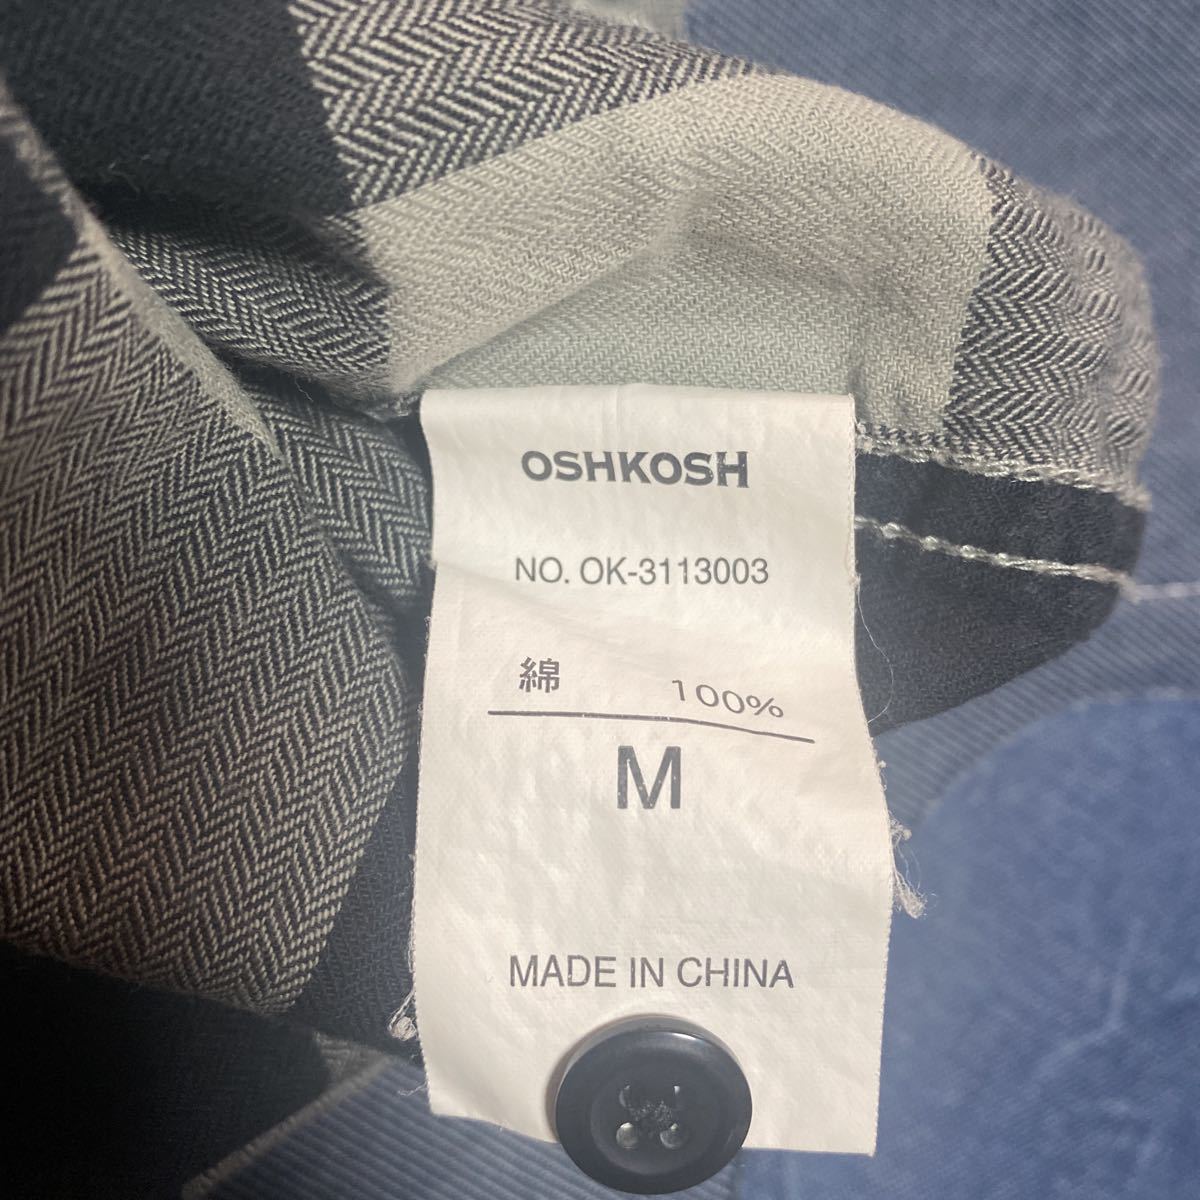 OSHKOSH
NO. OK-3113003
綿 100%
M
MADE IN CHINA